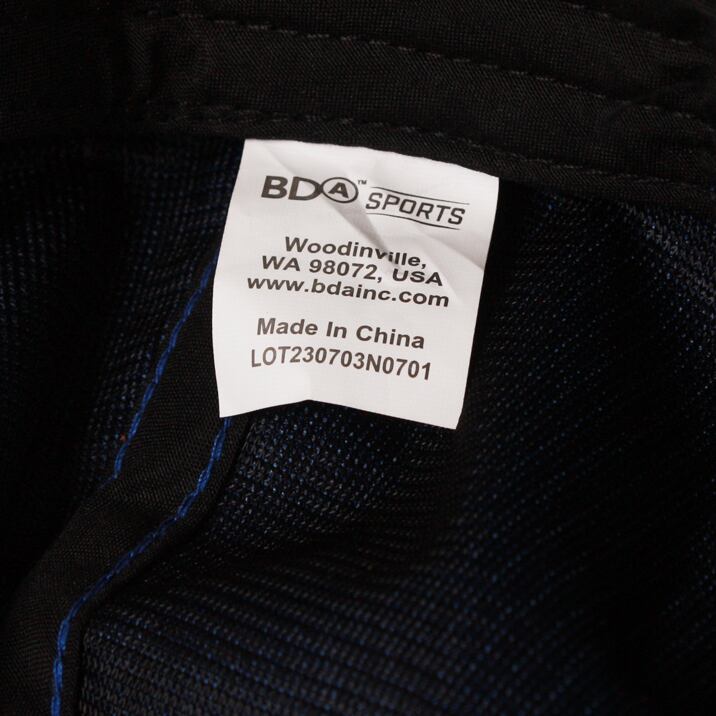 BDA™ SPORTS
Woodinville,
WA 98072, USA
www.bdainc.com
Made In China
LOT230703N0701